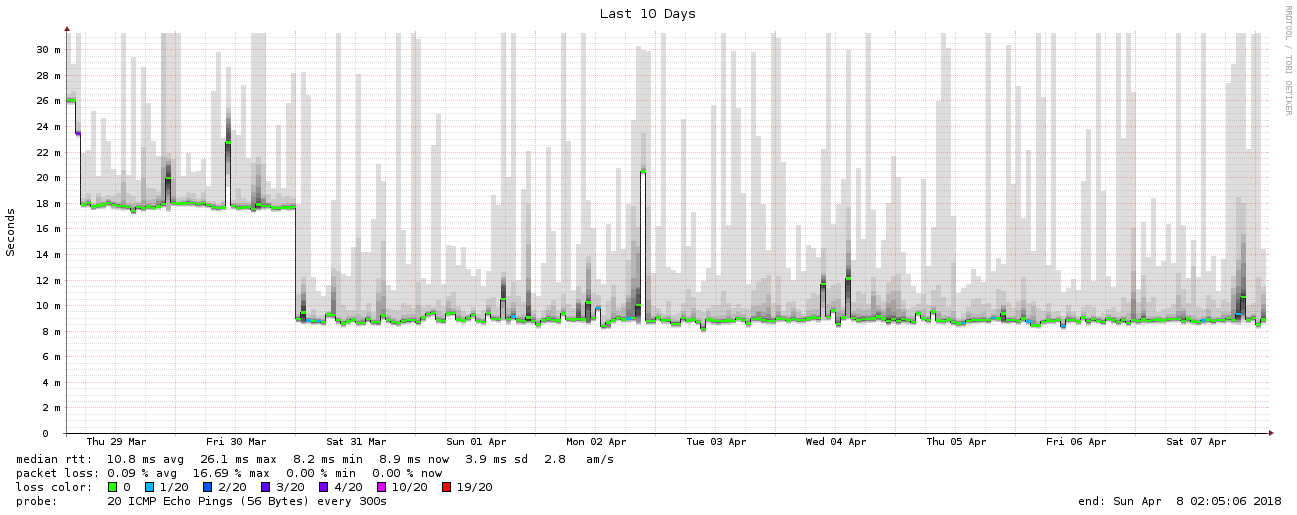 Last 10 Days
RRDTOOL / TOBI OETIKER
Seconds
30 m
28 m
26 m
24 m
22 m
20 m
18 m
16 m
14 m
12 m
10 m
8 m
6 m
4 m
2 m
0
Thu 29 Mar Fri 30 Mar Sat 31 Mar Sun 01 Apr Mon 02 Apr Tue 03 Apr Wed 04 Apr Thu 05 Apr Fri 06 Apr Sat 07 Apr
median rtt: 10.8 ms avg 26.1 ms max 8.2 ms min 8.9 ms now 3.9 ms sd 2.8 am/s
packet loss: 0.09 % avg 16.69 % max 0.00 % min 0.00 % now
loss color: 0 1/20 2/20 3/20 4/20 10/20 19/20
probe: 20 ICMP Echo Pings (56 Bytes) every 300s end: Sun Apr 8 02:05:06 2018